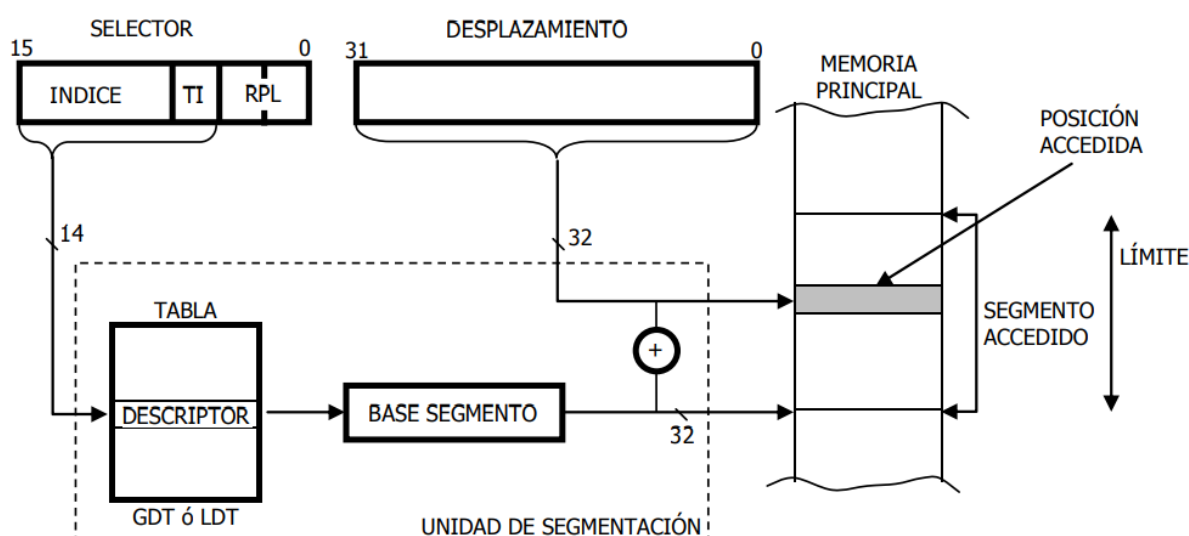 SELECTOR
15
0
INDICE
TI
RPL
DESPLAZAMIENTO
31
0
MEMORIA
PRINCIPAL
POSICIÓN
ACCEDIDA
14
32
LÍMITE
SEGMENTO
ACCEDIDO
TABLA
DESCRIPTOR
GDT ó LDT
BASE SEGMENTO
+
32
UNIDAD DE SEGMENTACIÓN